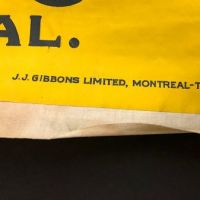 AL.
J.J. GIBBONS LIMITED, MONTREAL-T